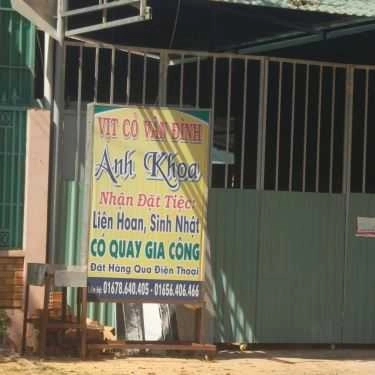 VỊT CỎ VÂN ĐÌNH
Anh Khoa
Nhận Đặt Tiệc:
Liên Hoan, Sinh Nhật
CÓ QUAY GIA CÔNG
Đặt Hàng Qua Điện Thoại
01678.640.405 - 01656.406.466